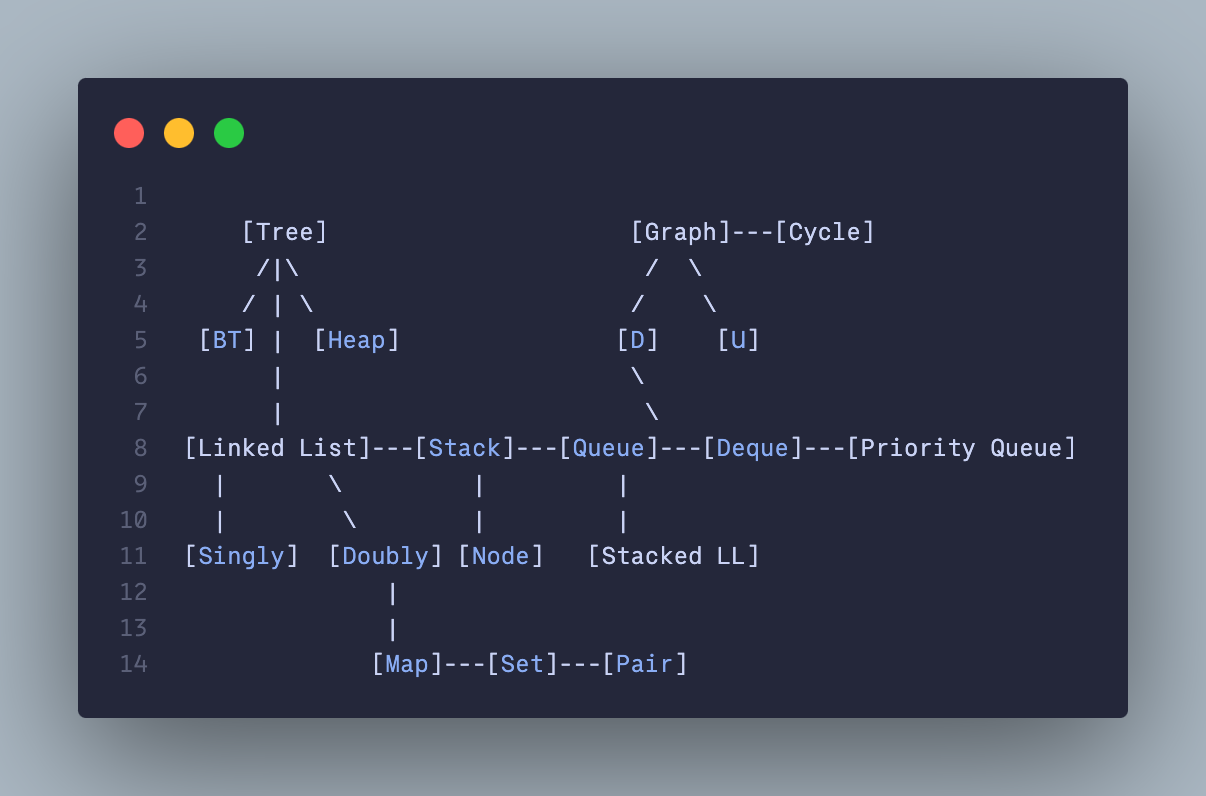 1
2      [Tree]                     [Graph]---[Cycle]
3       /|\                        /  \
4      / | \                      /    \
5   [BT] |  [Heap]               [D]    [U]
6        |                        \
7        |                         \
8  [Linked List]---[Stack]---[Queue]---[Deque]---[Priority Queue]
9    |       \         |         |
10   |        \        |         |
11 [Singly]  [Doubly] [Node]   [Stacked LL]
12               |
13               |
14              [Map]---[Set]---[Pair]